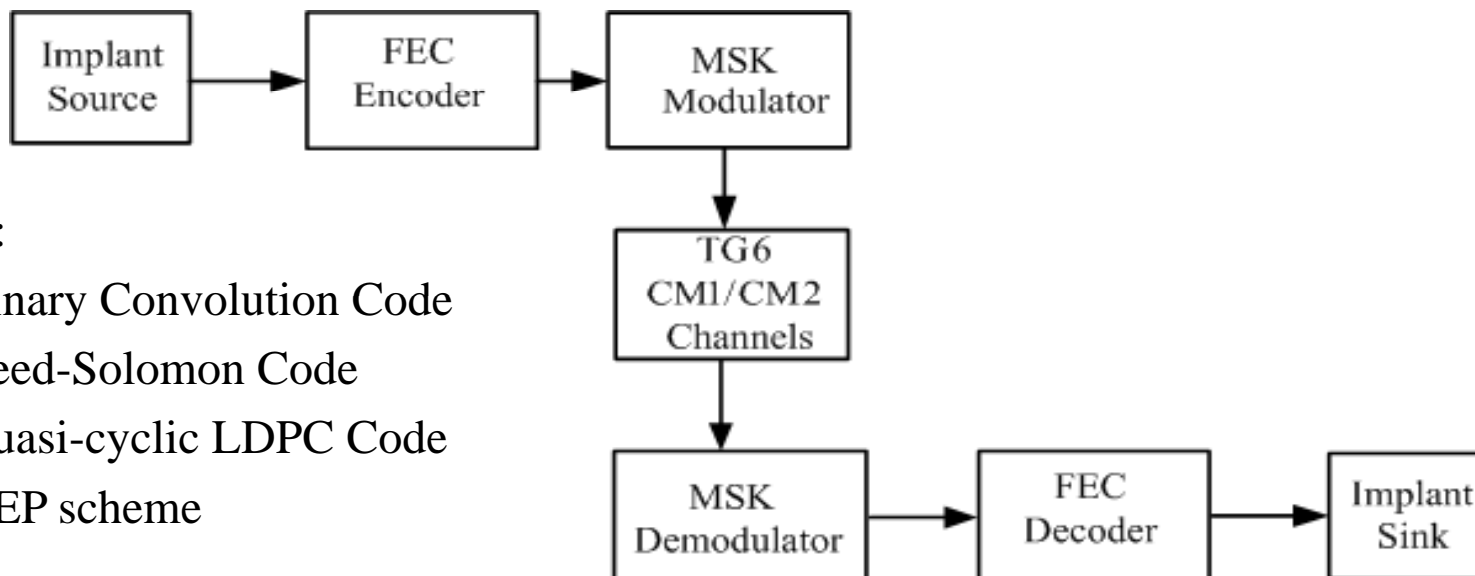 Implant
Source
FEC
Encoder
MSK
Modulator
:
nary Convolution Code
eed-Solomon Code
uasi-cyclic LDPC Code
EP scheme
TG6
CM1/CM2
Channels
MSK
Demodulator
FEC
Decoder
Implant
Sink